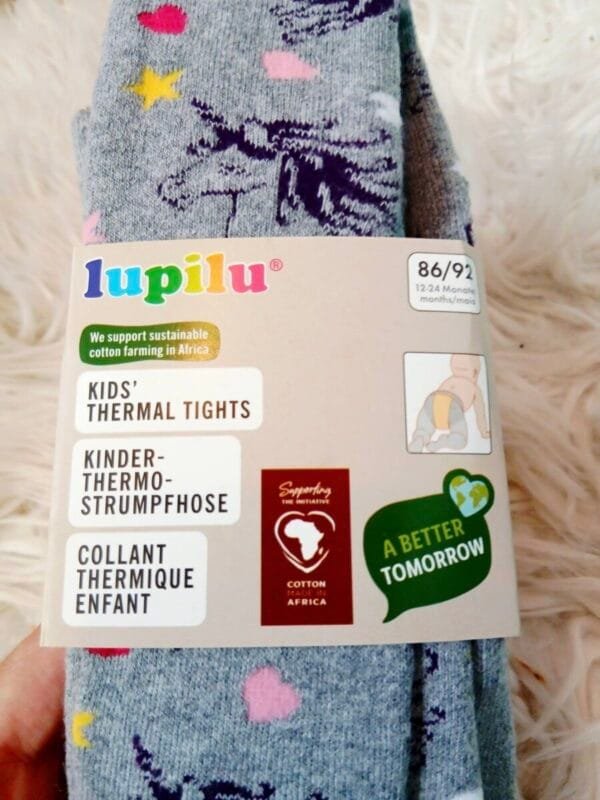 lupilu®
86/92
12-24 Monate
months/mois
We support sustainable
cotton farming in Africa
KIDS'
THERMAL TIGHTS
KINDER-
THERMO-
STRUMPFHOSE
COLLANT
THERMIQUE
ENFANT
Supporting
THE INITIATIVE
COTTON
MADE IN
AFRICA
A BETTER
TOMORROW